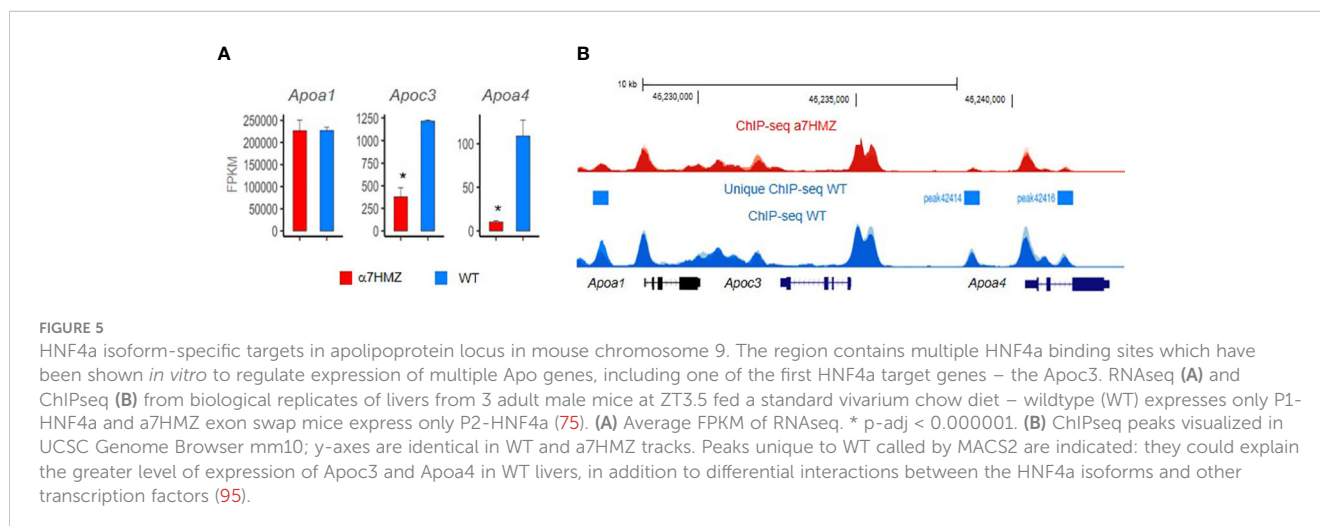 A
B
Apoa1
Apoc3
Apoa4
FPKM
250000
200000
150000
100000
50000
0
1250
1000
750
500
250
0
100
50
0
*
*
α7HMZ
WT
10 kb
46,230,000
46,235,000
46,240,000
ChIP-seq a7HMZ
Unique ChIP-seq WT
peak42414
peak42416
ChIP-seq WT
Apoa1
Apoc3
Apoa4
FIGURE 5
HNF4a isoform-specific targets in apolipoprotein locus in mouse chromosome 9. The region contains multiple HNF4a binding sites which have
been shown in vitro to regulate expression of multiple Apo genes, including one of the first HNF4a target genes – the Apoc3. RNAseq (A) and
ChIPseq (B) from biological replicates of livers from 3 adult male mice at ZT3.5 fed a standard vivarium chow diet – wildtype (WT) expresses only P1-
HNF4a and a7HMZ exon swap mice express only P2-HNF4a (75). (A) Average FPKM of RNAseq. * p-adj < 0.000001. (B) ChIPseq peaks visualized in
UCSC Genome Browser mm10; y-axes are identical in WT and a7HMZ tracks. Peaks unique to WT called by MACS2 are indicated: they could explain
the greater level of expression of Apoc3 and Apoa4 in WT livers, in addition to differential interactions between the HNF4a isoforms and other
transcription factors (95).